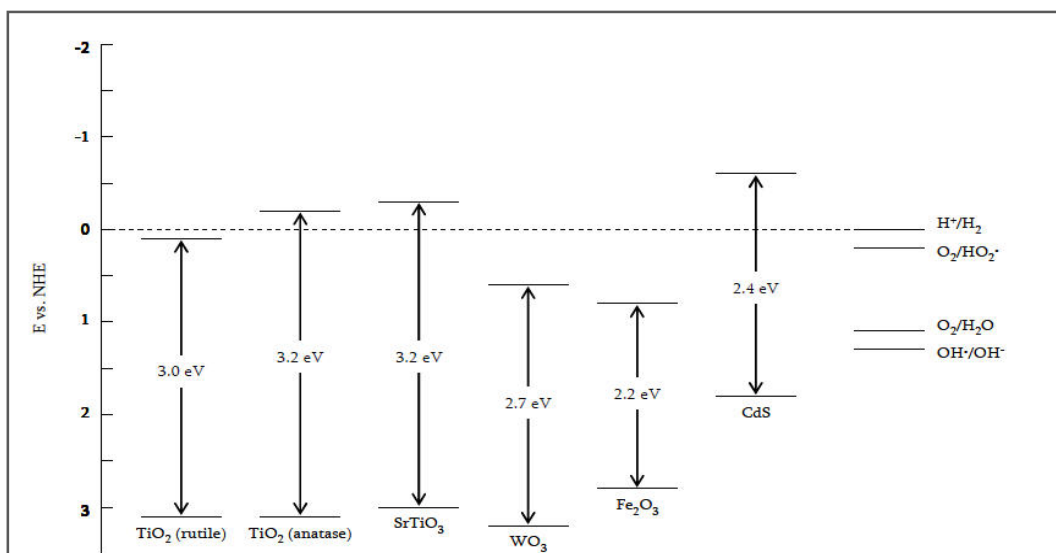 E vs. NHE
-2
-1
0
1
2
3
3.0 eV
TiO₂ (rutile)
3.2 eV
TiO₂ (anatase)
3.2 eV
SrTiO₃
2.7 eV
WO₃
2.2 eV
Fe₂O₃
2.4 eV
CdS
H⁺/H₂
O₂/HO₂•
O₂/H₂O
OH•/OH⁻